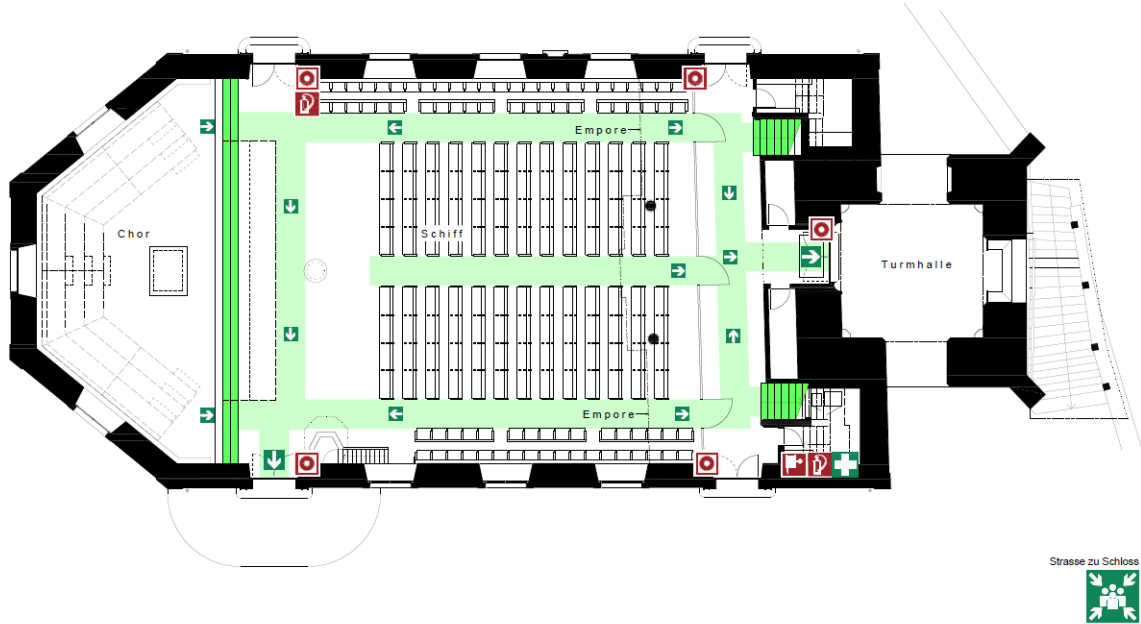 Empore
Chor
Schiff
Turmhalle
Empore
Strasse zu Schloss